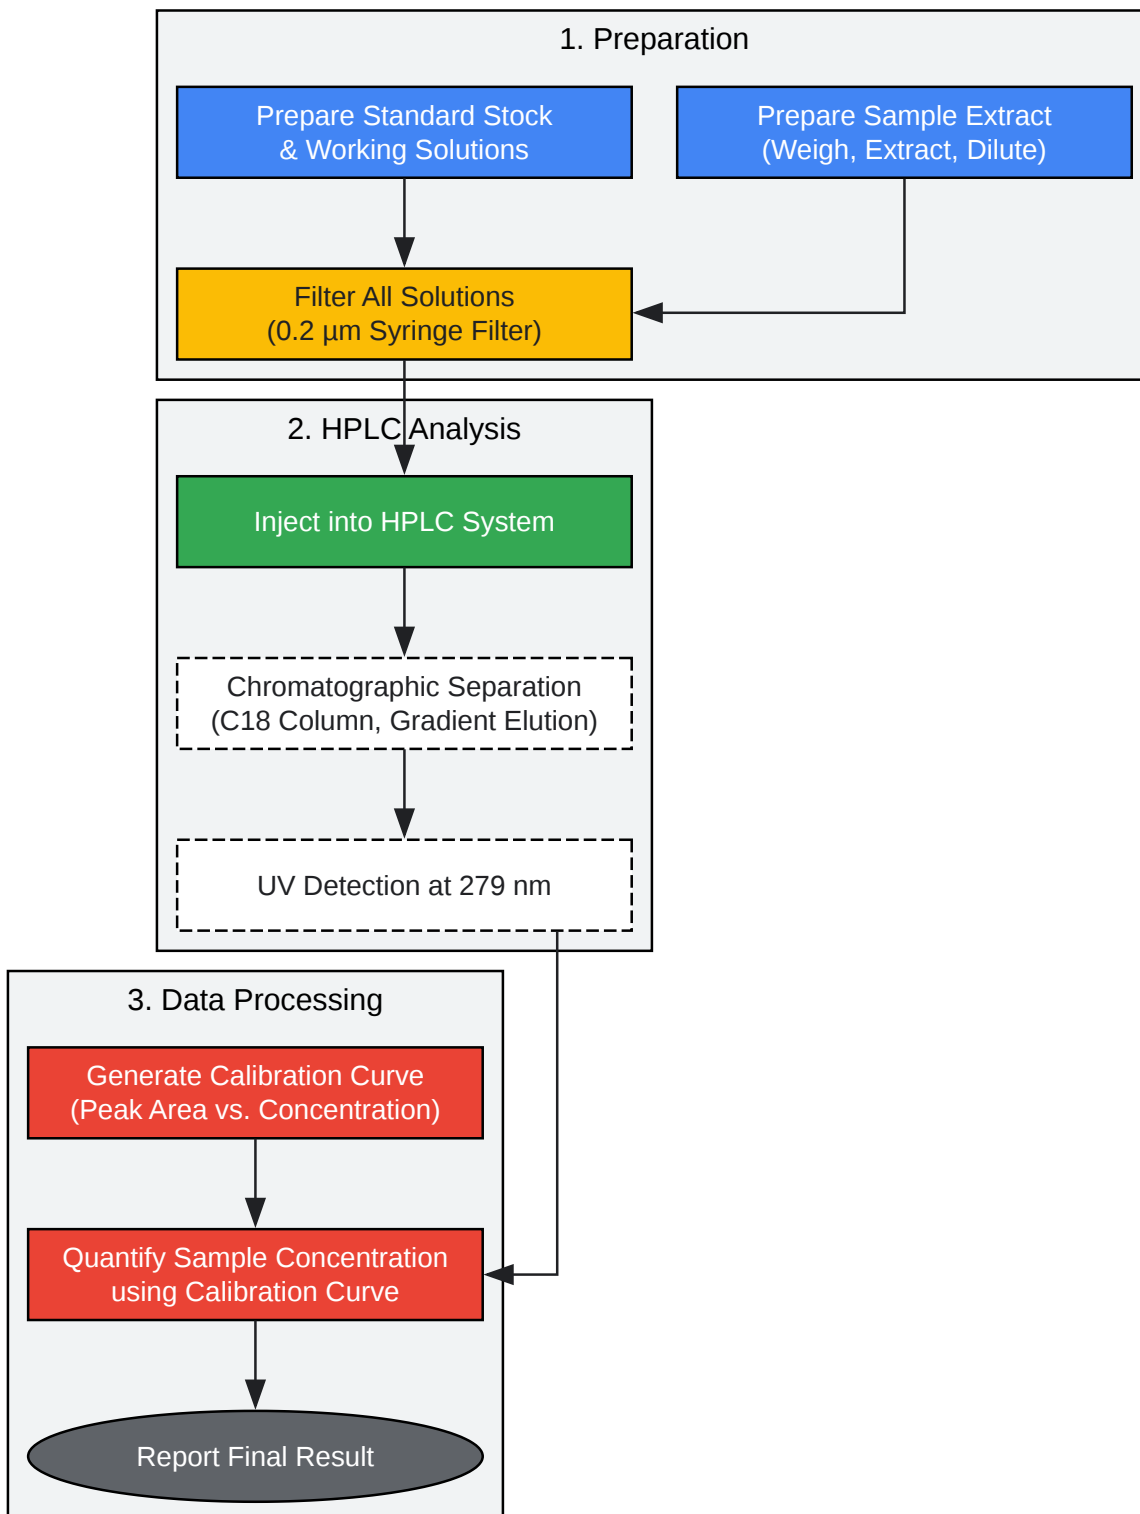 1. Preparation
Prepare Standard Stock
& Working Solutions
Prepare Sample Extract
(Weigh, Extract, Dilute)
Filter All Solutions
(0.2 µm Syringe Filter)
2. HPLC Analysis
Inject into HPLC System
Chromatographic Separation
(C18 Column, Gradient Elution)
UV Detection at 279 nm
3. Data Processing
Generate Calibration Curve
(Peak Area vs. Concentration)
Quantify Sample Concentration
using Calibration Curve
Report Final Result